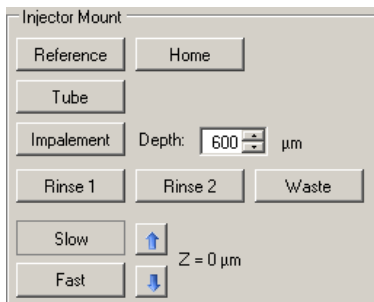 Injector Mount
Reference Home
Tube
Impalement Depth: 600 µm
Rinse 1 Rinse 2 Waste
Slow
Z = 0 µm
Fast